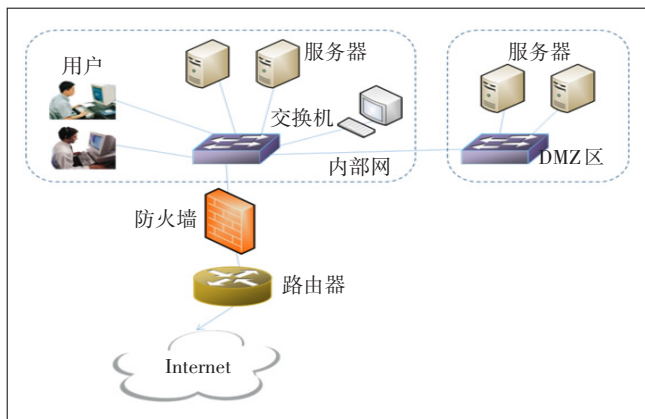 用户
服务器
交换机
内部网
服务器
DMZ区
防火墙
路由器
Internet